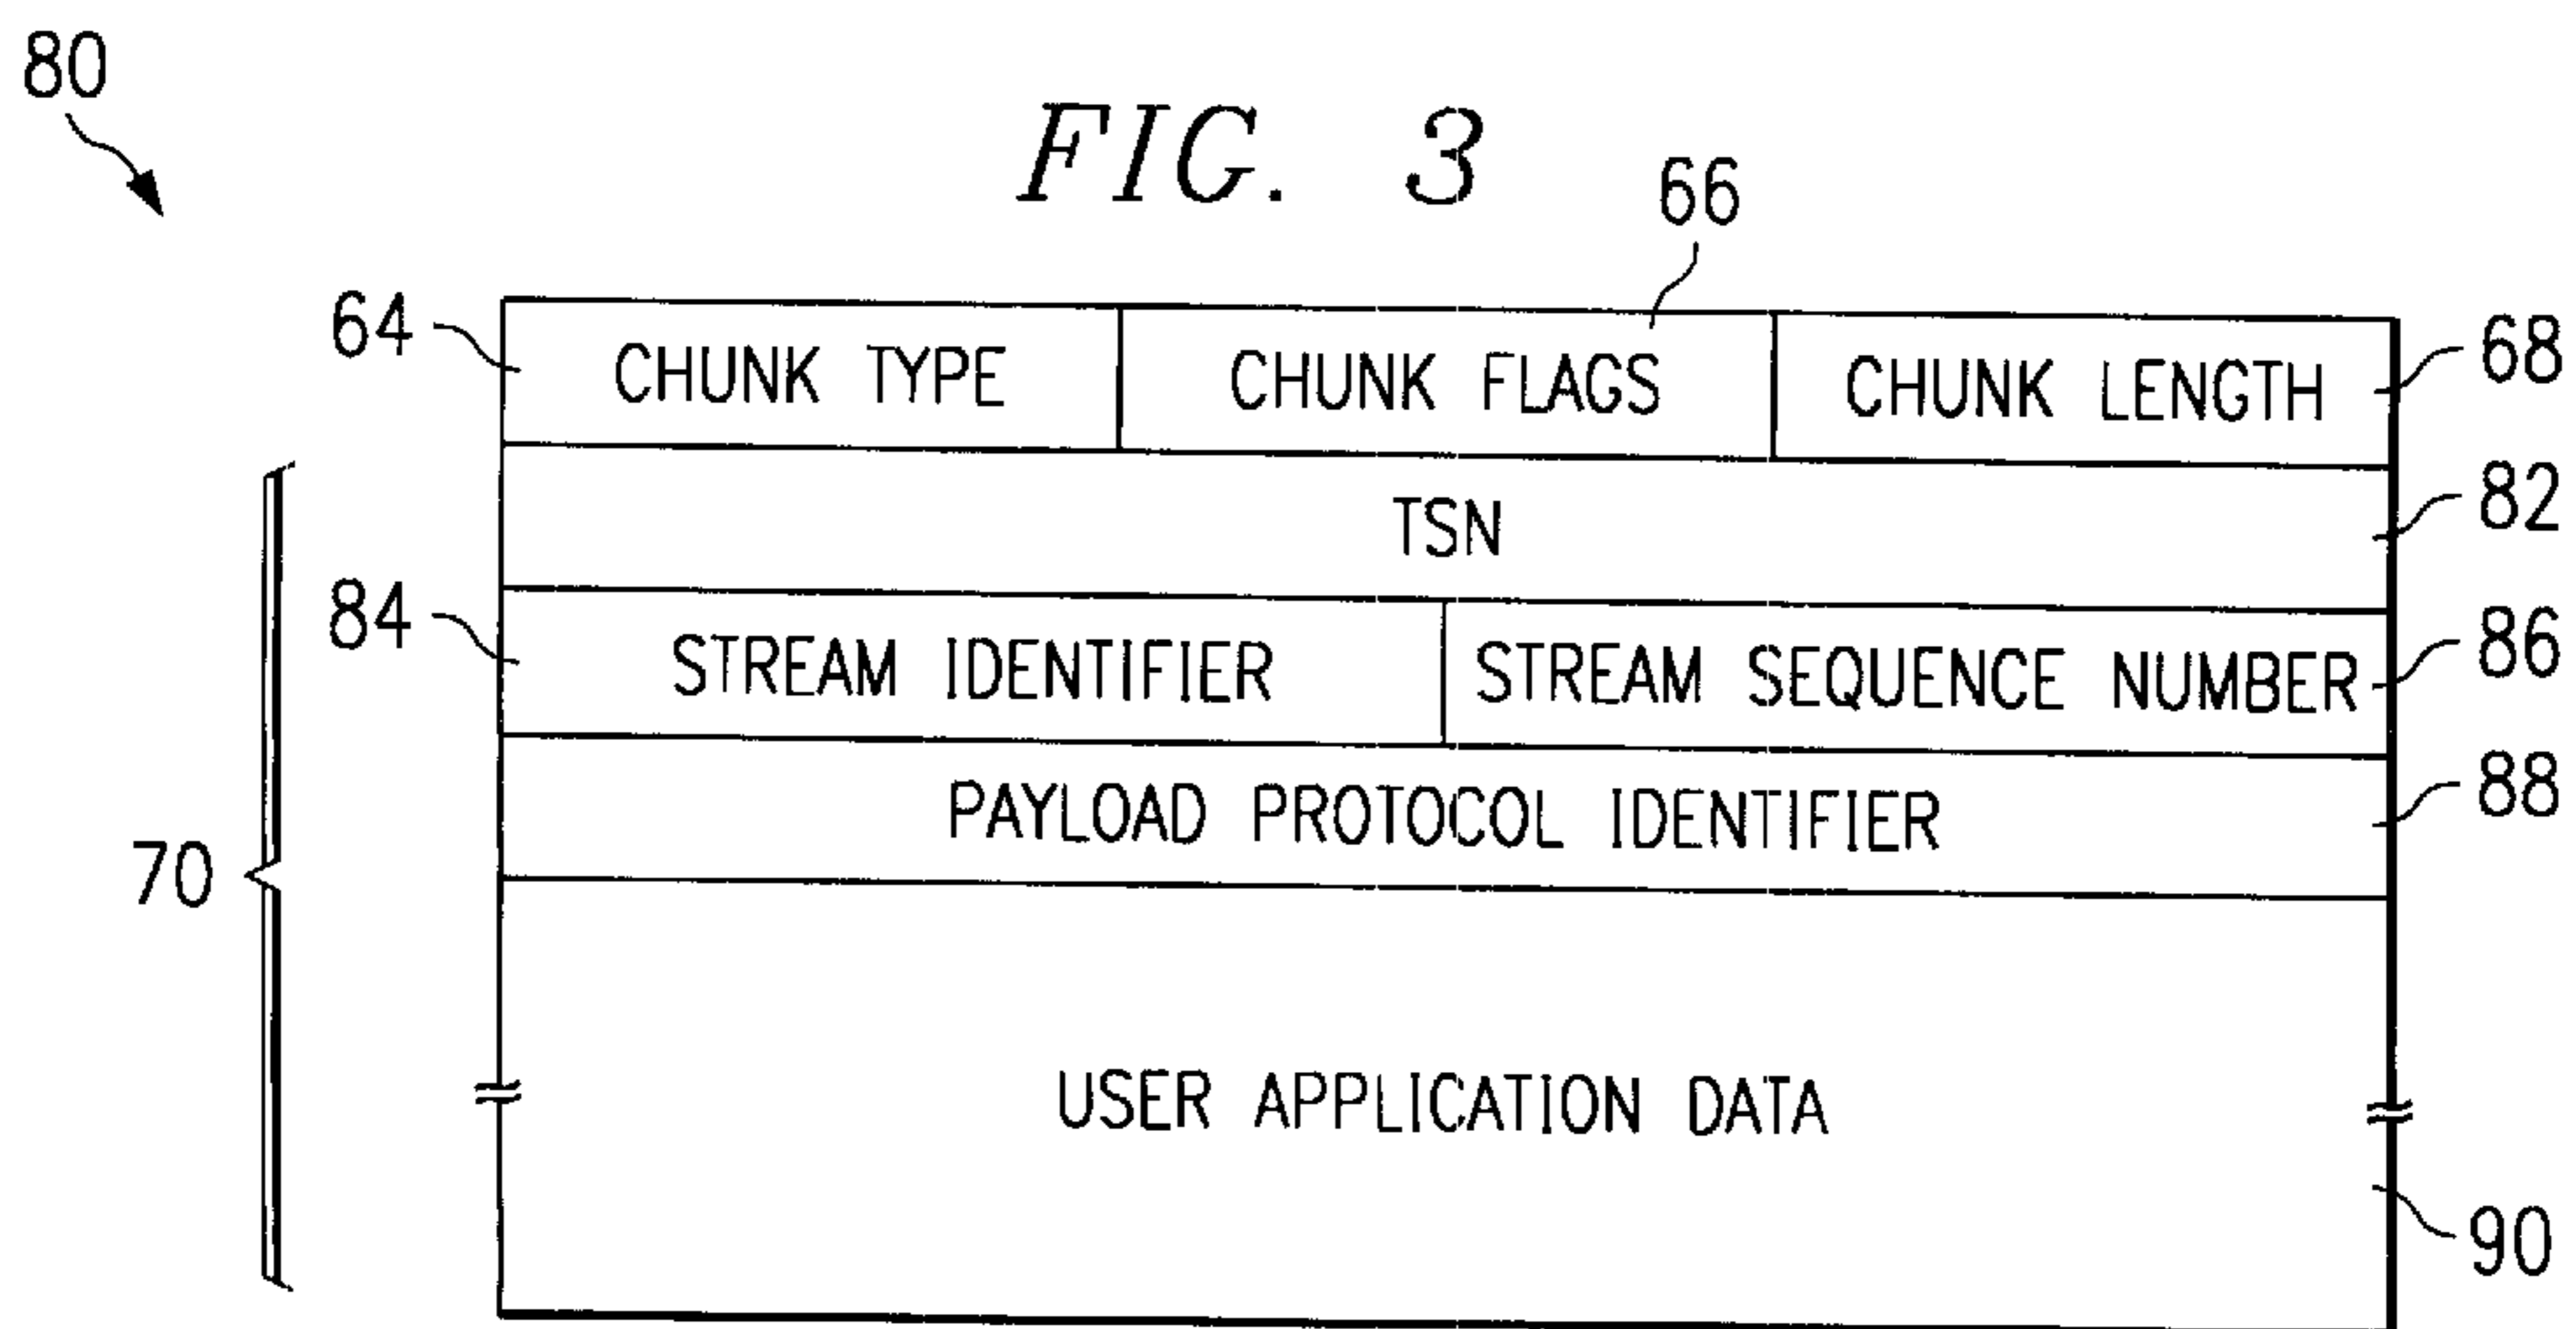 80
FIG. 3
66
64 CHUNK TYPE CHUNK FLAGS CHUNK LENGTH 68
TSN 82
84 STREAM IDENTIFIER STREAM SEQUENCE NUMBER 86
PAYLOAD PROTOCOL IDENTIFIER 88
70
USER APPLICATION DATA
90